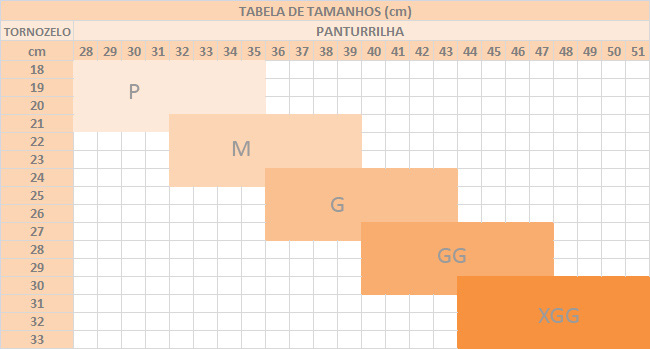 TABELA DE TAMANHOS (cm)
TORNOZELO PANTURRILHA
cm 28 29 30 31 32 33 34 35 36 37 38 39 40 41 42 43 44 45 46 47 48 49 50 51
18
19 P
20
21
22 M
23
24
25 G
26
27
28 GG
29
30
31 XGG
32
33